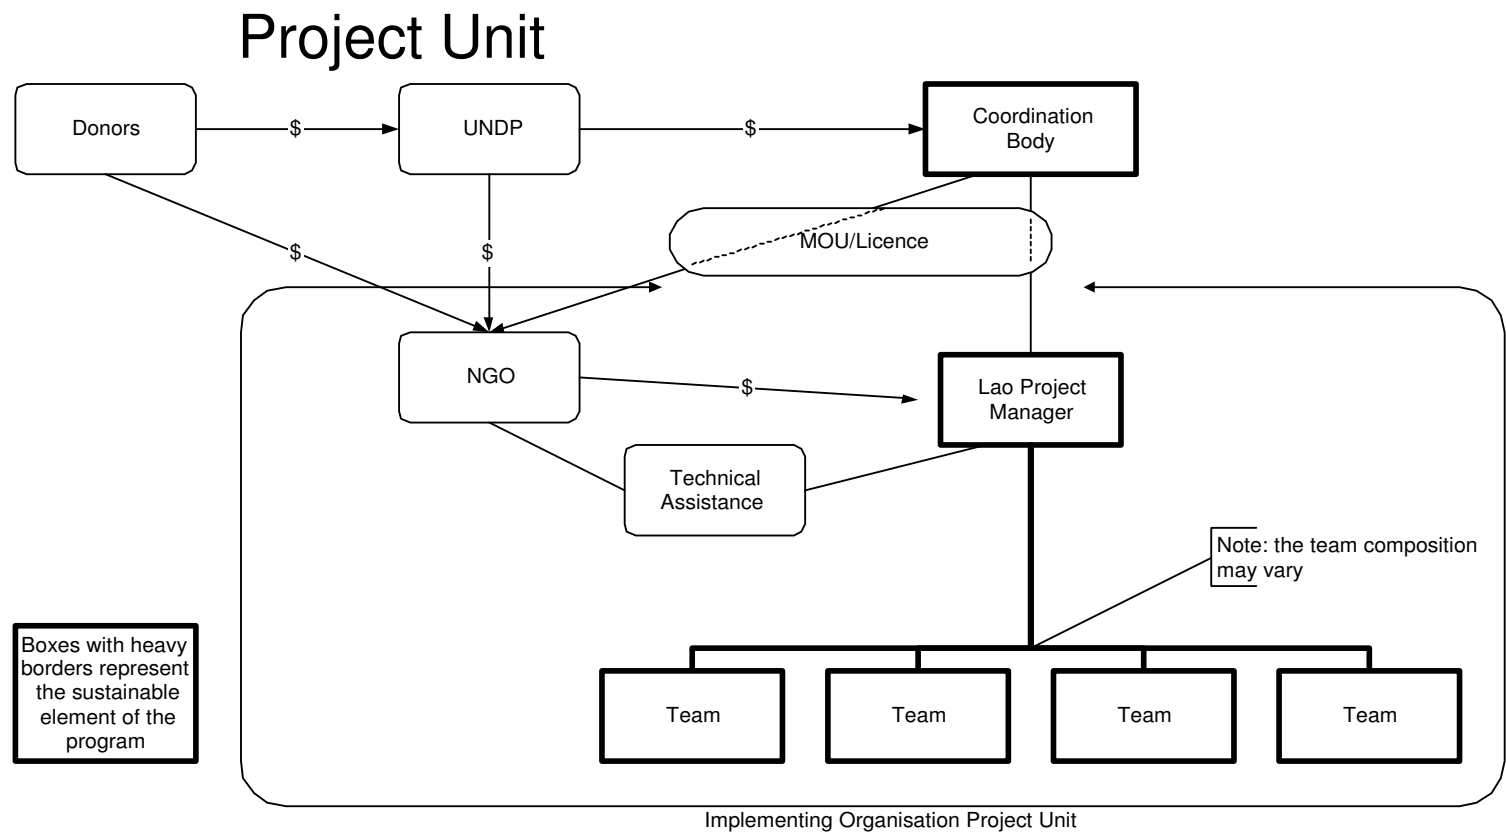 Project Unit
Donors
$
UNDP
$
Coordination
Body
$
$
MOU/Licence
NGO
$
Lao Project
Manager
Technical
Assistance
Note: the team composition
may vary
Boxes with heavy
borders represent
the sustainable
element of the
program
Team
Team
Team
Team
Implementing Organisation Project Unit